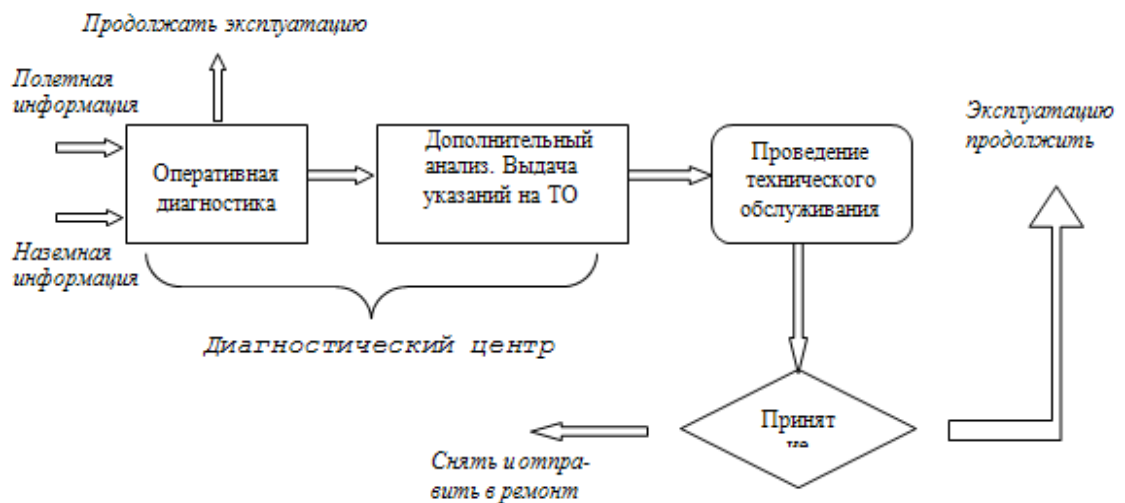 Продолжать эксплуатацию
Полетная
информация
Оперативная
диагностика
Наземная
информация
Дополнительный
анализ. Выдача
указаний на ТО
Диагностический центр
Проведение
технического
обслуживания
Эксплуатацию
продолжить
Принят
Снять и отпра-
вить в ремонт